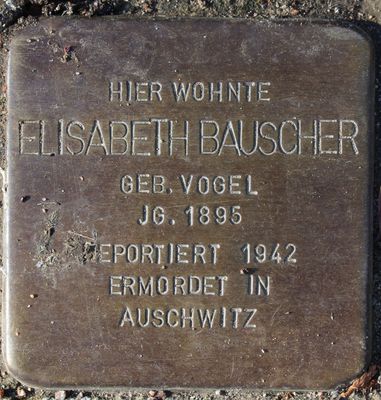 HIER WOHNTE
ELISABETH BAUSCHER
GEB. VOGEL
JG. 1895
DEPORTIERT 1942
ERMORDET IN
AUSCHWITZ